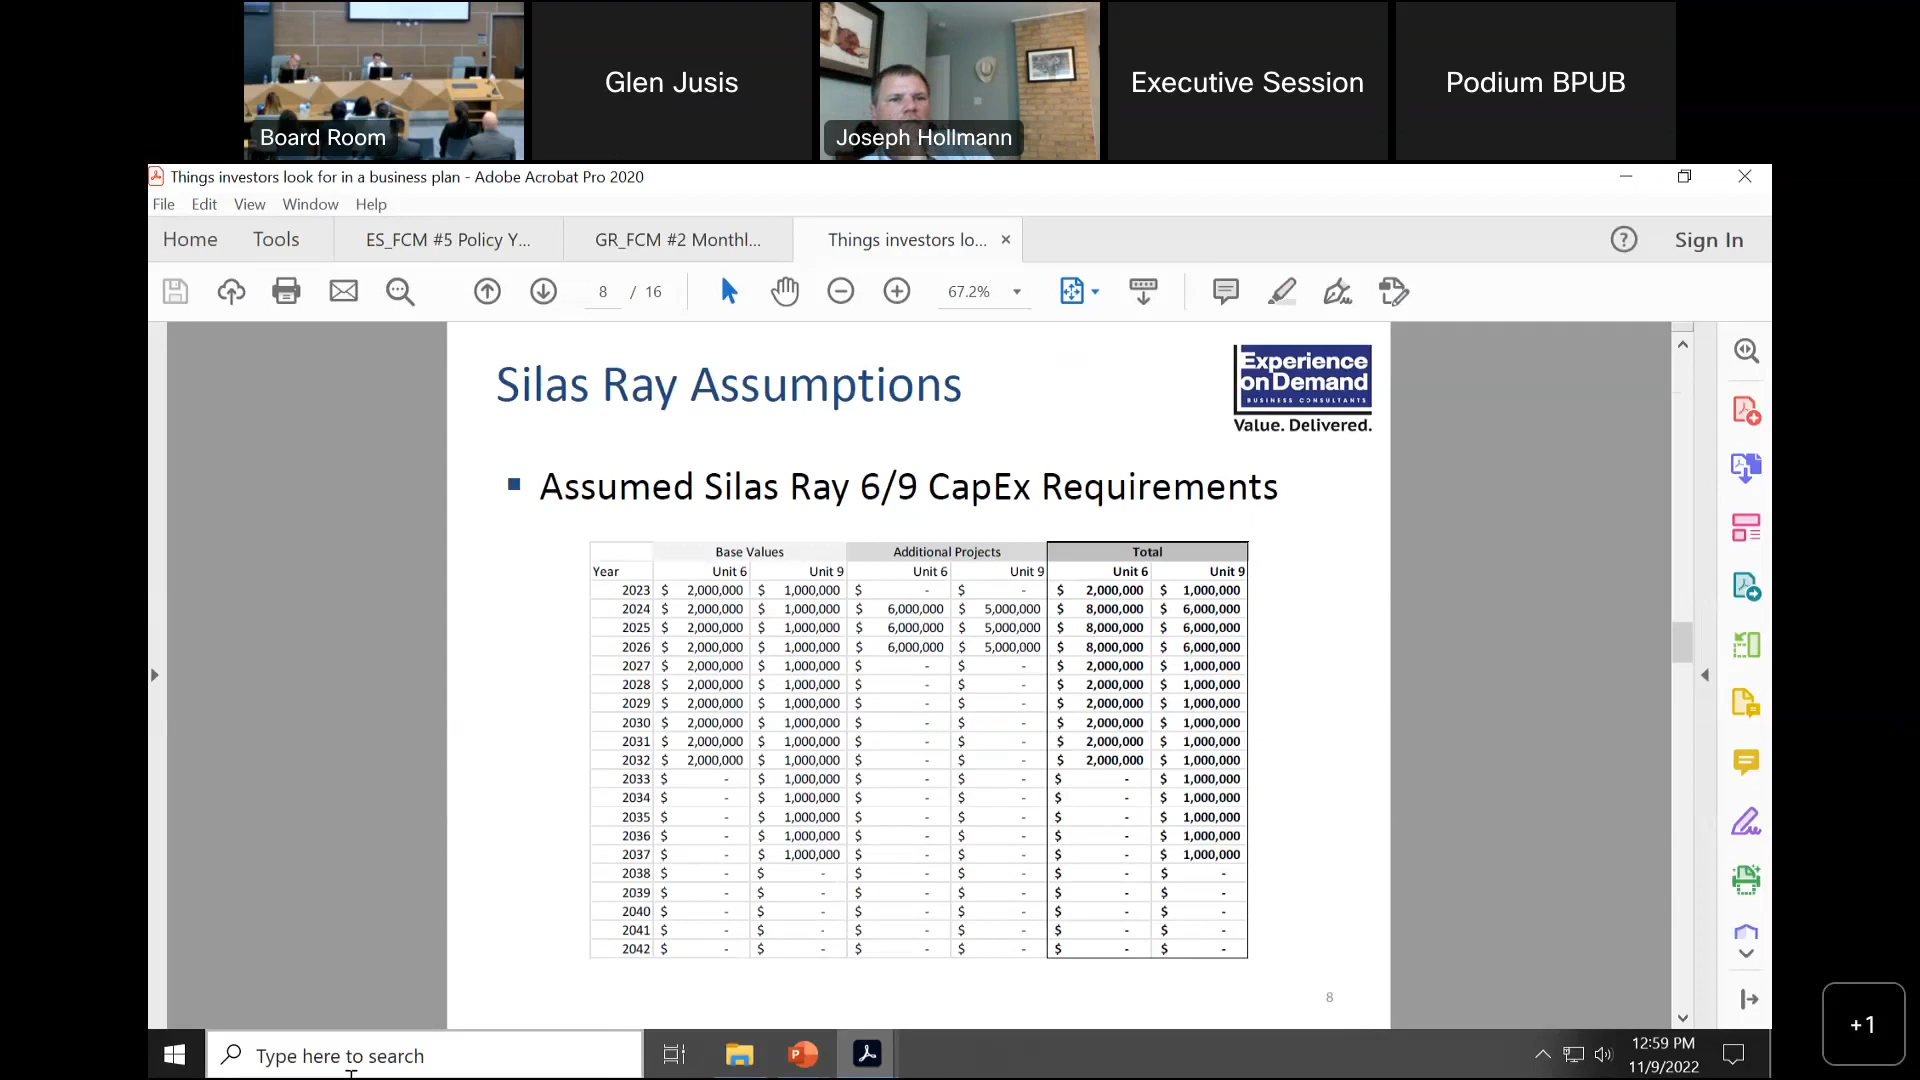 Board Room
Glen Jusis
Joseph Hollmann
Executive Session
Podium BPUB
Things investors look for in a business plan - Adobe Acrobat Pro 2020
File Edit View Window Help
Home Tools ES_FCM #5 Policy Y... GR_FCM #2 Monthl... Things investors lo... × ? Sign In
8 / 16 67.2%
Silas Ray Assumptions
Experience
on Demand
BUSINESS CONSULTANTS
Value. Delivered.
Assumed Silas Ray 6/9 CapEx Requirements
Base Values Additional Projects Total
Year Unit 6 Unit 9 Unit 6 Unit 9 Unit 6 Unit 9
2023 $ 2,000,000 $ 1,000,000 $ - $ - $ 2,000,000 $ 1,000,000
2024 $ 2,000,000 $ 1,000,000 $ 6,000,000 $ 5,000,000 $ 8,000,000 $ 6,000,000
2025 $ 2,000,000 $ 1,000,000 $ 6,000,000 $ 5,000,000 $ 8,000,000 $ 6,000,000
2026 $ 2,000,000 $ 1,000,000 $ 6,000,000 $ 5,000,000 $ 8,000,000 $ 6,000,000
2027 $ 2,000,000 $ 1,000,000 $ - $ - $ 2,000,000 $ 1,000,000
2028 $ 2,000,000 $ 1,000,000 $ - $ - $ 2,000,000 $ 1,000,000
2029 $ 2,000,000 $ 1,000,000 $ - $ - $ 2,000,000 $ 1,000,000
2030 $ 2,000,000 $ 1,000,000 $ - $ - $ 2,000,000 $ 1,000,000
2031 $ 2,000,000 $ 1,000,000 $ - $ - $ 2,000,000 $ 1,000,000
2032 $ 2,000,000 $ 1,000,000 $ - $ - $ 2,000,000 $ 1,000,000
2033 $ - $ 1,000,000 $ - $ - $ - $ 1,000,000
2034 $ - $ 1,000,000 $ - $ - $ - $ 1,000,000
2035 $ - $ 1,000,000 $ - $ - $ - $ 1,000,000
2036 $ - $ 1,000,000 $ - $ - $ - $ 1,000,000
2037 $ - $ 1,000,000 $ - $ - $ - $ 1,000,000
2038 $ - $ - $ - $ - $ - $ -
2039 $ - $ - $ - $ - $ - $ -
2040 $ - $ - $ - $ - $ - $ -
2041 $ - $ - $ - $ - $ - $ -
2042 $ - $ - $ - $ - $ - $ -
8
+1
Type here to search
12:59 PM
11/9/2022